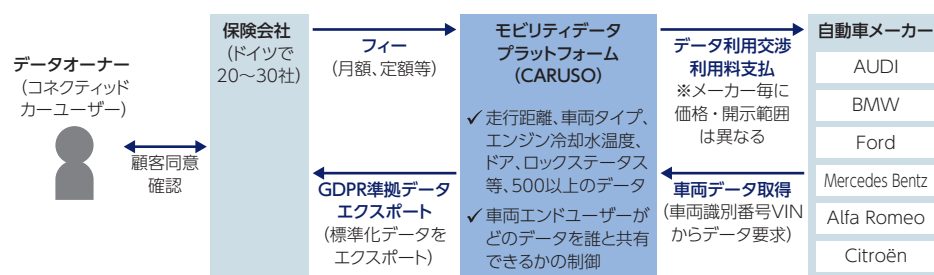 データオーナー
（コネクティッド
カーユーザー）
顧客同意
確認
保険会社
（ドイツで
20～30社）
フィー
（月額、定額等）
GDPR準拠データ
エクスポート
（標準化データを
エクスポート）
モビリティデータ
プラットフォーム
（CARUSO）
✓走行距離、車両タイプ、
エンジン冷却水温度、
ドア、ロックステータス
等、500以上のデータ
✓車両エンドユーザーが
どのデータを誰と共有
できるかの制御
データ利用交渉
利用料支払
※メーカー毎に
価格・開示範囲
は異なる
車両データ取得
（車両識別番号VIN
からデータ要求）
自動車メーカー
AUDI
BMW
Ford
Mercedes Benz
Alfa Romeo
Citroën